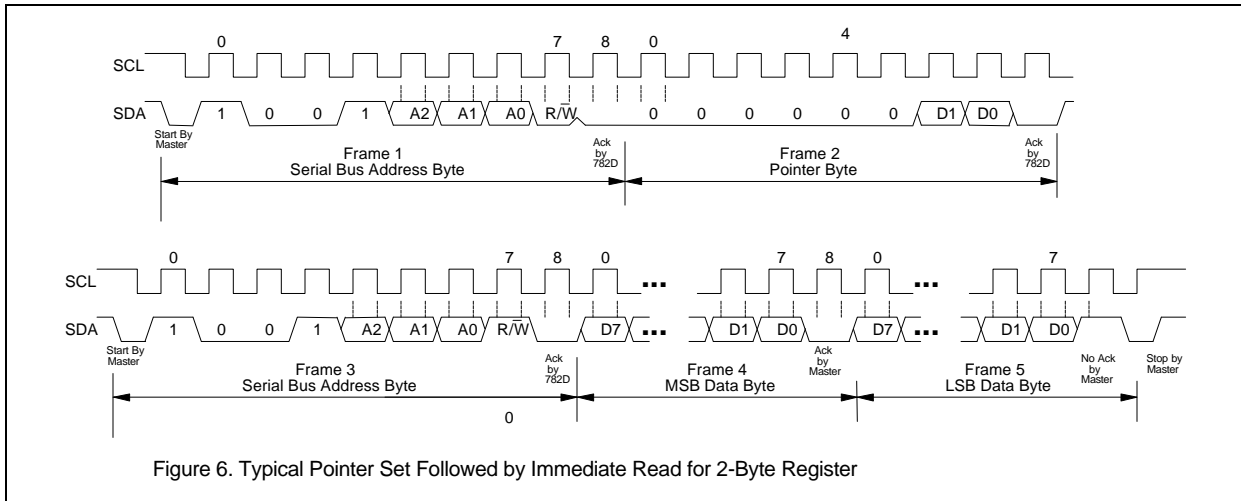 0 7 8 0 4
SCL
SDA 1 0 0 1 A2 A1 A0 R/W̅ 0 0 0 0 0 0 D1 D0
Start By
Master
Ack
by
782D
Ack
by
782D
Frame 1
Serial Bus Address Byte
Frame 2
Pointer Byte
0 7 8 0 7 8 0 7
SCL ... ...
SDA 1 0 0 1 A2 A1 A0 R/W̅ D7 ... D1 D0 D7 ... D1 D0
Start By
Master
Ack
by
782D
Ack
by
Master
No Ack
by
Master
Stop by
Master
Frame 3
Serial Bus Address Byte
Frame 4
MSB Data Byte
Frame 5
LSB Data Byte
0
Figure 6. Typical Pointer Set Followed by Immediate Read for 2-Byte Register